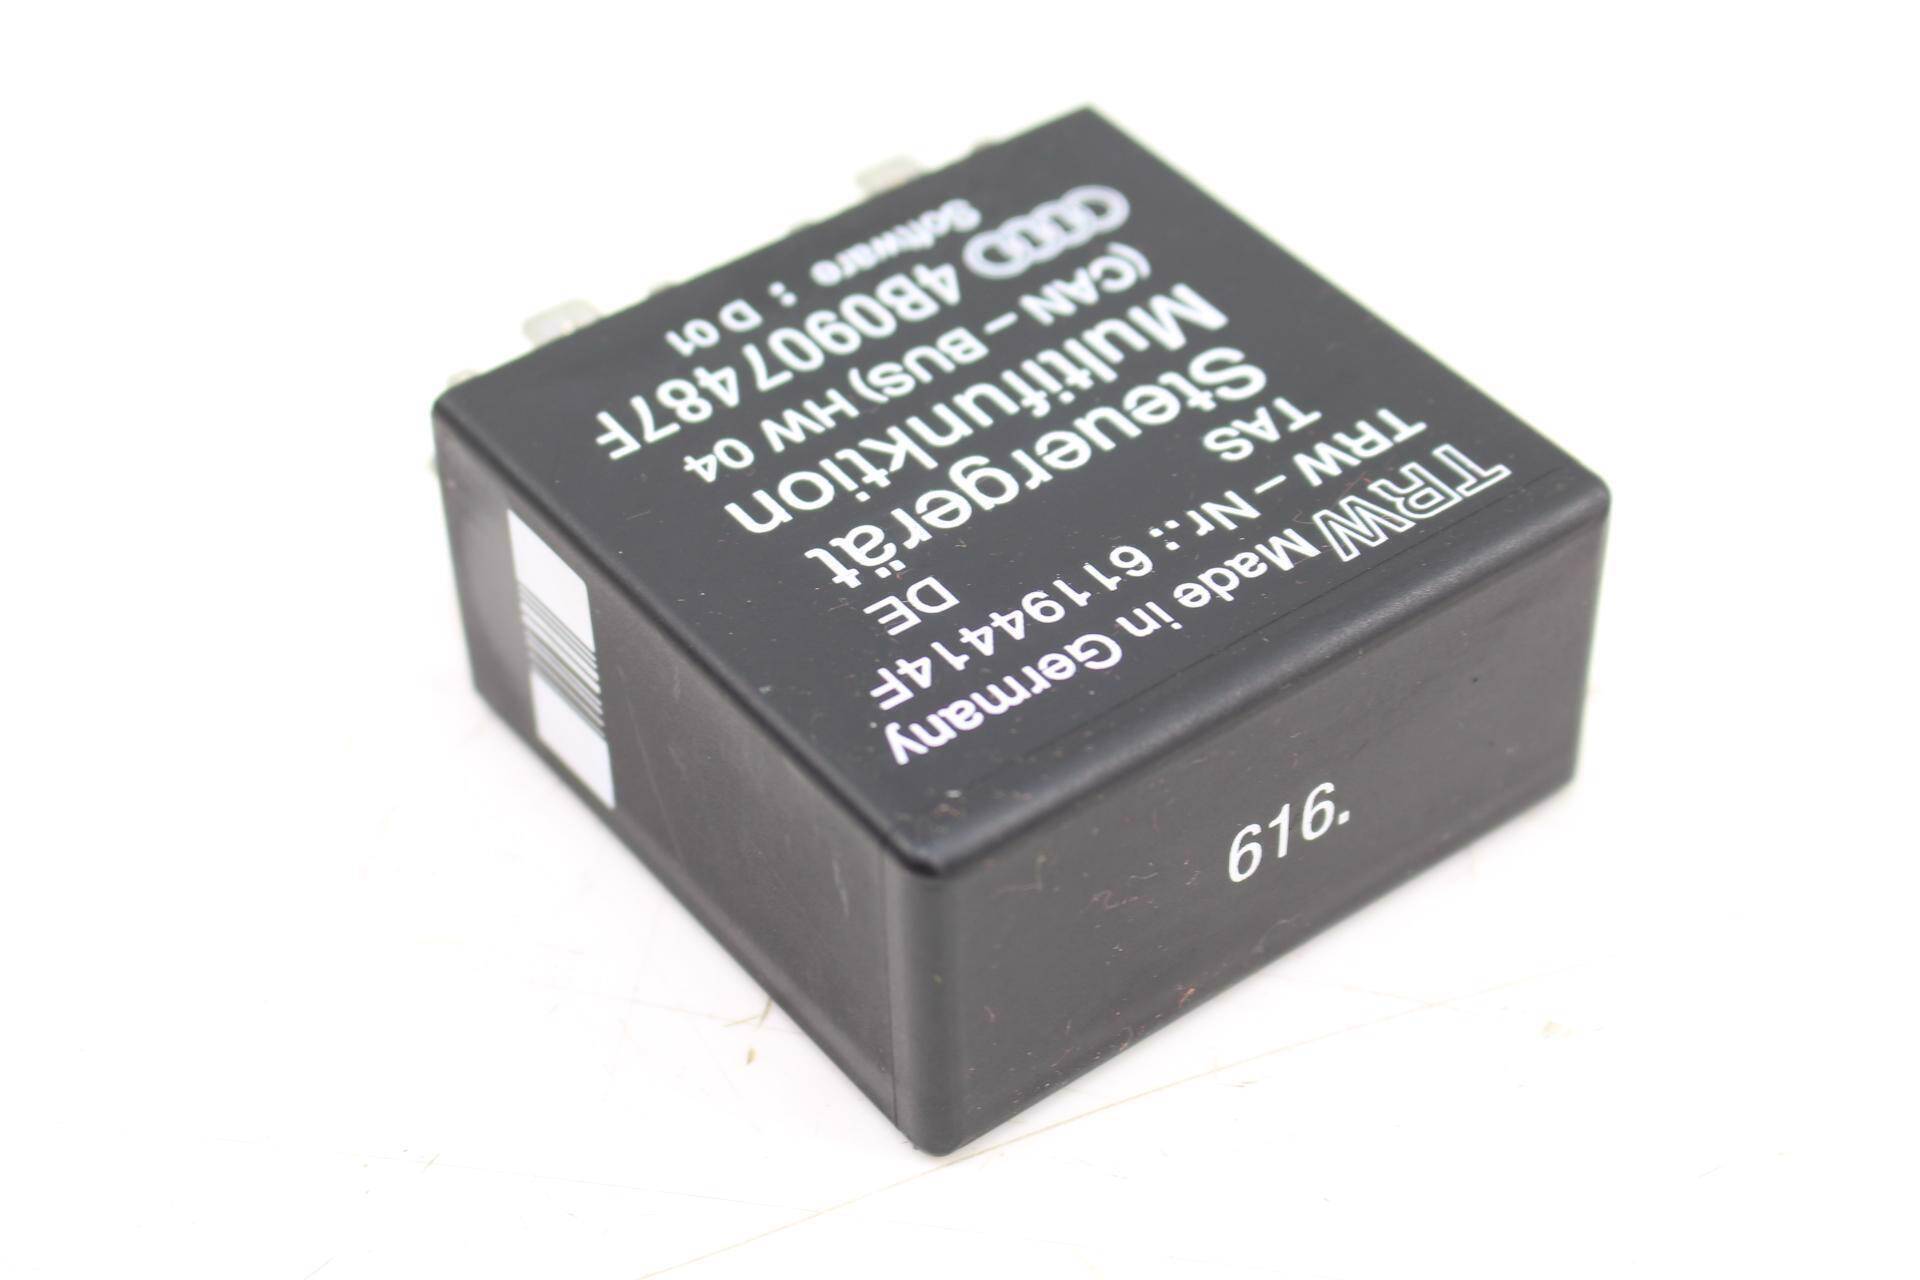 TRW Made in Germany
TRW – Nr.: 61194414F
TAS DE
Steuergerät
Multifunktion
(CAN – BUS) HW 04
4B0907487F
Software : D 01
616.